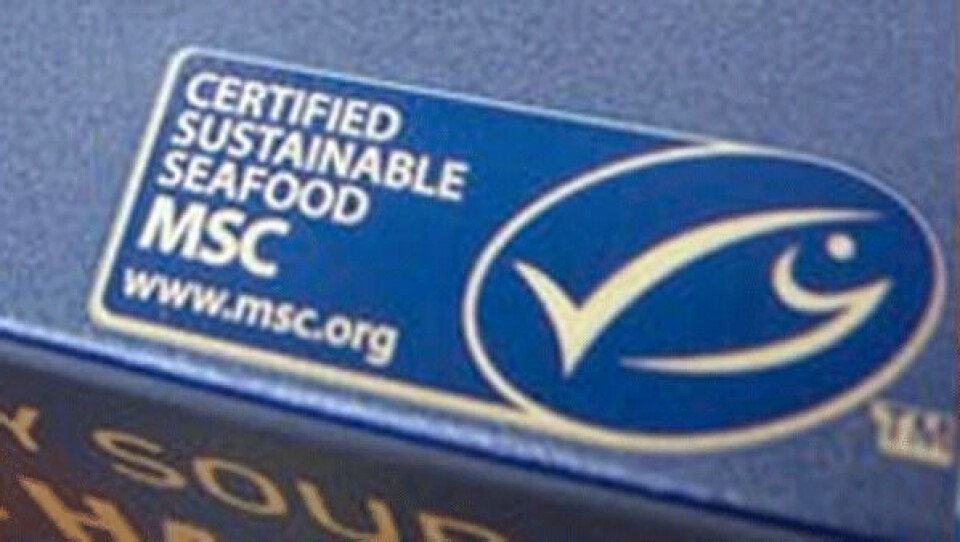 CERTIFIED
SUSTAINABLE
SEAFOOD
MSC
www.msc.org
TM